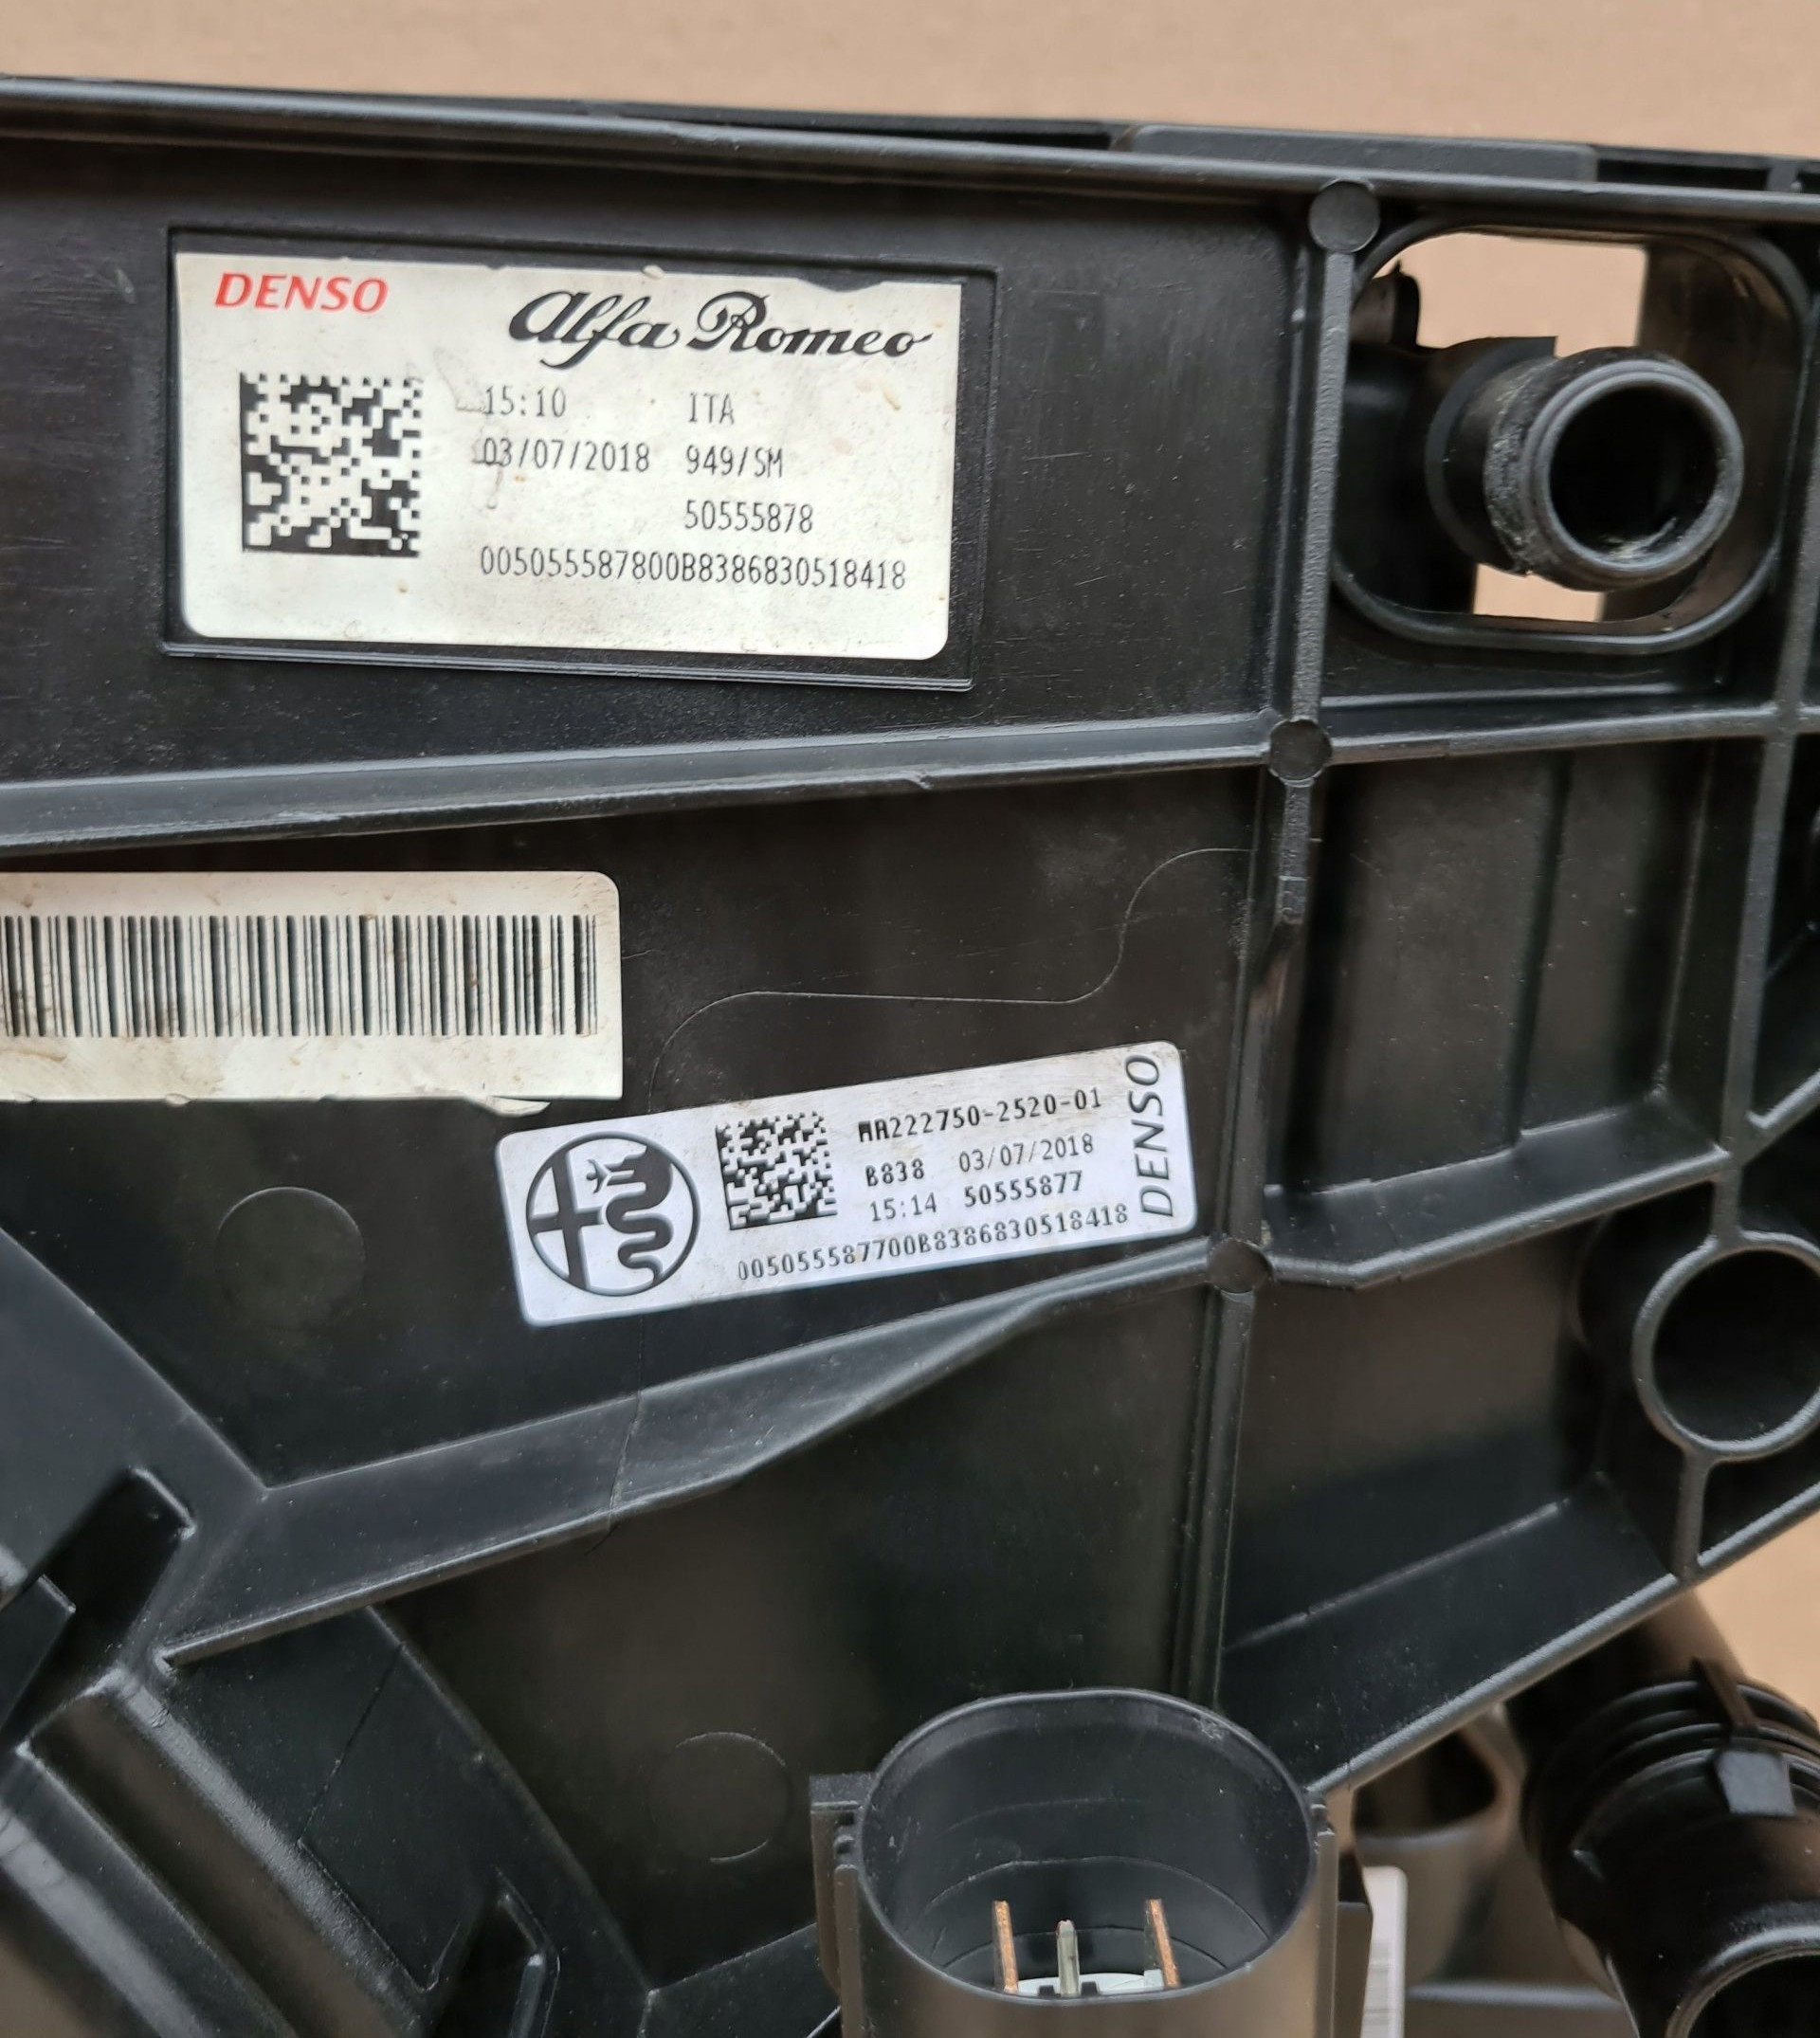 DENSO
Alfa Romeo
15:10 ITA
03/07/2018 949/SM
50555878
005055587800B8386830518418
MA222750-2520-01
B838 03/07/2018
15:14 50555877
005055587700B8386830518418
DENSO